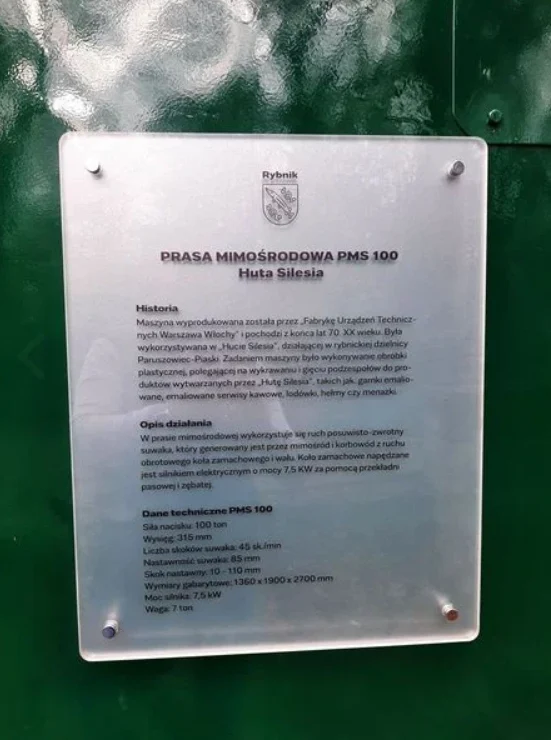 Rybnik
PRASA MIMOŚRODOWA PMS 100
Huta Silesia
Historia
Maszyna wyprodukowana została przez „Fabrykę Urządzeń Technicz-
nych Warszawa Włochy” i pochodzi z końca lat 70. XX wieku. Była
wykorzystywana w „Hucie Silesia”, działającej w rybnickiej dzielnicy
Paruszowiec-Piaski. Zadaniem maszyny było wykonywanie obróbki
plastycznej, polegającej na wykrawaniu i gięciu podzespołów do pro-
duktów wytwarzanych przez „Hutę Silesia”, takich jak: garnki emalio-
wane, emaliowane serwisy kawowe, lodówki, hełmy czy menażki.
Opis działania
W prasie mimośrodowej wykorzystuje się ruch posuwisto-zwrotny
suwaka, który generowany jest przez mimośród i korbowód z ruchu
obrotowego koła zamachowego i wału. Koło zamachowe napędzane
jest silnikiem elektrycznym o mocy 7,5 KW za pomocą przekładni
pasowej i zębatej.
Dane techniczne PMS 100
Siła nacisku: 100 ton
Wysięg: 315 mm
Liczba skoków suwaka: 45 sk./min
Nastawność suwaka: 85 mm
Skok nastawny: 10 - 110 mm
Wymiary gabarytowe: 1360 x 1900 x 2700 mm
Moc silnika: 7,5 kW
Waga: 7 ton